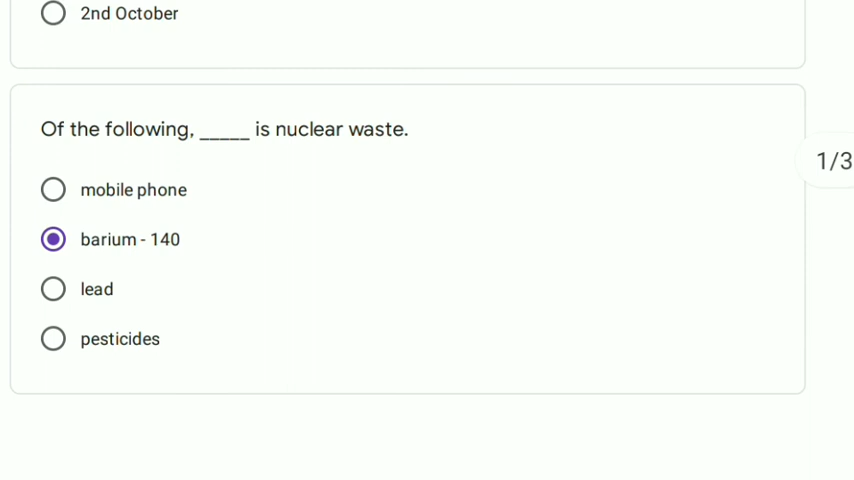 2nd October
Of the following, _____ is nuclear waste.
1/3
mobile phone
barium - 140
lead
pesticides